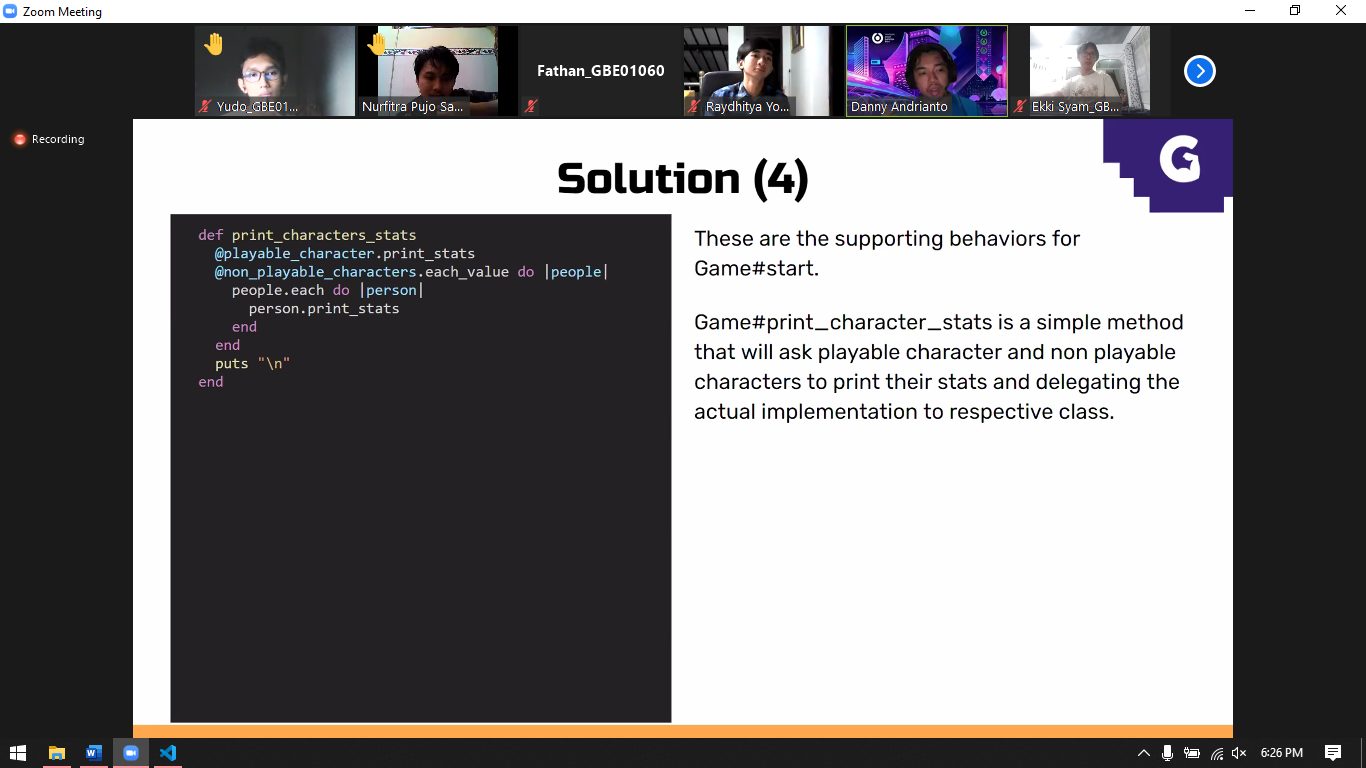 Zoom Meeting
Yudo_GBE01...
Nurfitra Pujo Sa...
Fathan_GBE01060
Raydhitya Yo...
Danny Andrianto
Ekki Syam_GB...
Recording
G
Solution (4)
def print_characters_stats
@playable_character.print_stats
@non_playable_characters.each_value do |people|
people.each do |person|
person.print_stats
end
end
puts "\n"
end
These are the supporting behaviors for
Game#start.
Game#print_character_stats is a simple method
that will ask playable character and non playable
characters to print their stats and delegating the
actual implementation to respective class.
6:26 PM